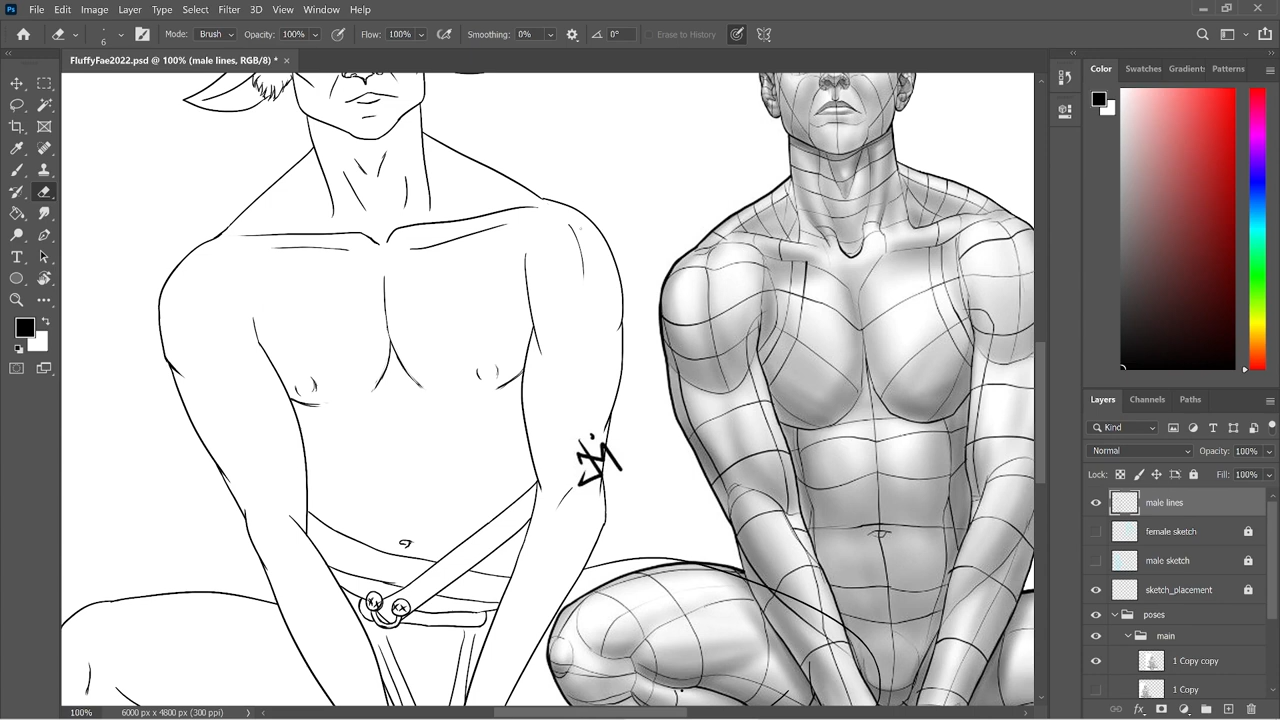 Ps File Edit Image Layer Type Select Filter 3D View Window Help
6 Mode: Brush Opacity: 100% Flow: 100% Smoothing: 0% 0° Erase to History
FluffyFae2022.psd @ 100% (male lines, RGB/8) * ×
Color Swatches Gradients Patterns
Layers Channels Paths
Kind
Normal Opacity: 100%
Lock: Fill: 100%
male lines
female sketch
male sketch
sketch_placement
poses
main
1 Copy copy
1 Copy
100% 6000 px x 4800 px (300 ppi)